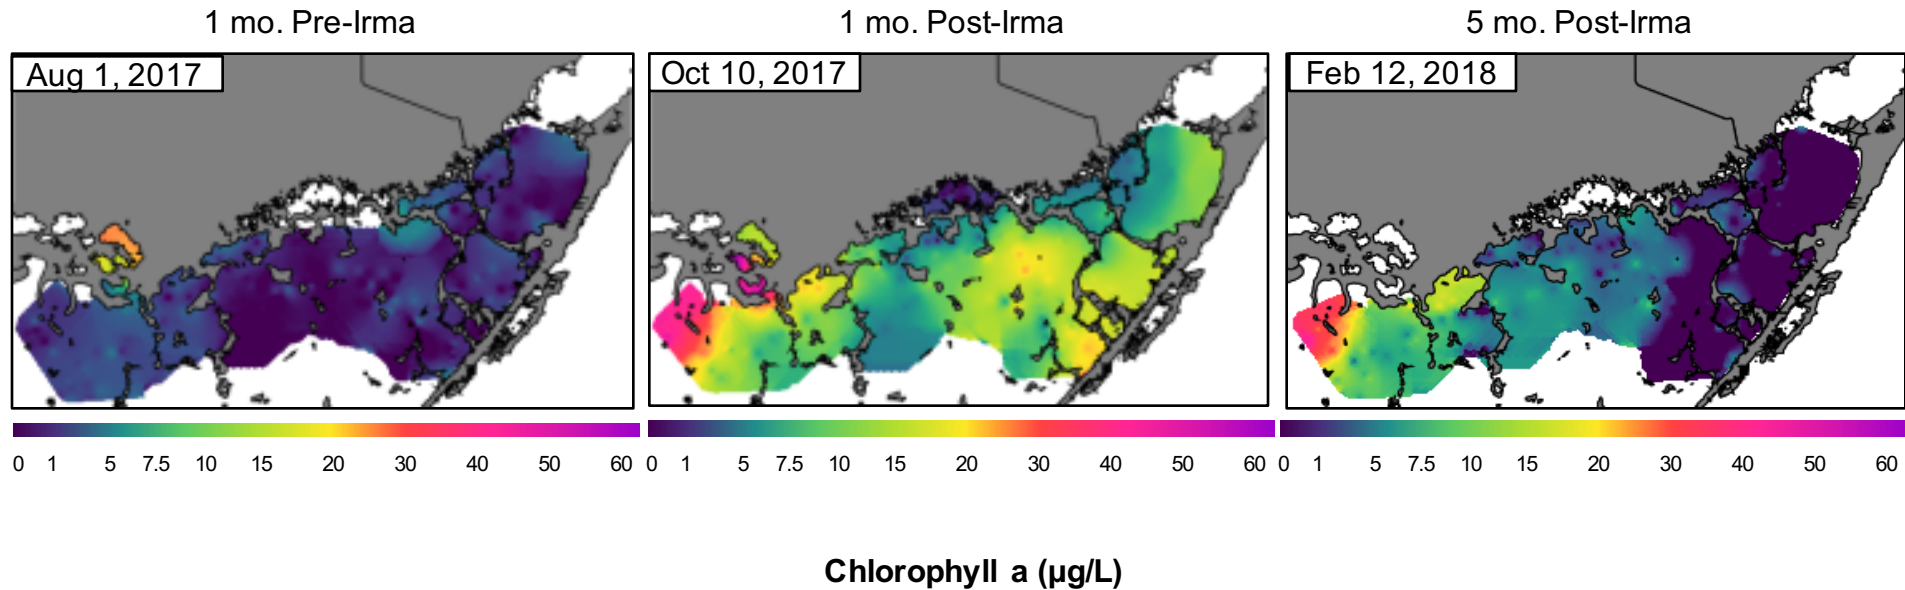 1 mo. Pre-Irma
1 mo. Post-Irma
5 mo. Post-Irma
Aug 1, 2017
Oct 10, 2017
Feb 12, 2018
0 1 5 7.5 10 15 20 30 40 50 60
0 1 5 7.5 10 15 20 30 40 50 60
0 1 5 7.5 10 15 20 30 40 50 60
Chlorophyll a (µg/L)